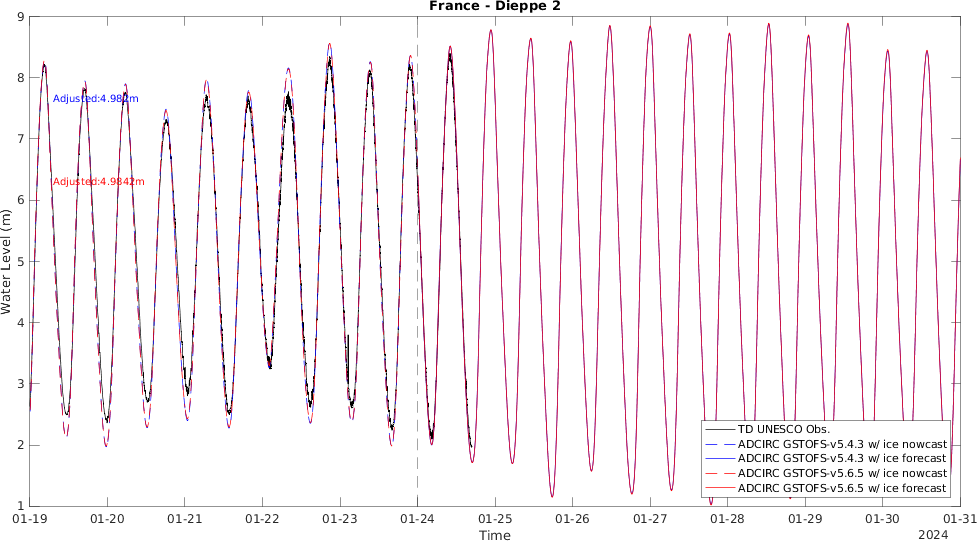 France - Dieppe 2
9
8
7
6
5
4
3
2
1
Water Level (m)
Adjusted:4.982m
Adjusted:4.9842m
TD UNESCO Obs.
ADCIRC GSTOFS-v5.4.3 w/ ice nowcast
ADCIRC GSTOFS-v5.4.3 w/ ice forecast
ADCIRC GSTOFS-v5.6.5 w/ ice nowcast
ADCIRC GSTOFS-v5.6.5 w/ ice forecast
01-19 01-20 01-21 01-22 01-23 01-24 01-25 01-26 01-27 01-28 01-29 01-30 01-31
Time
2024